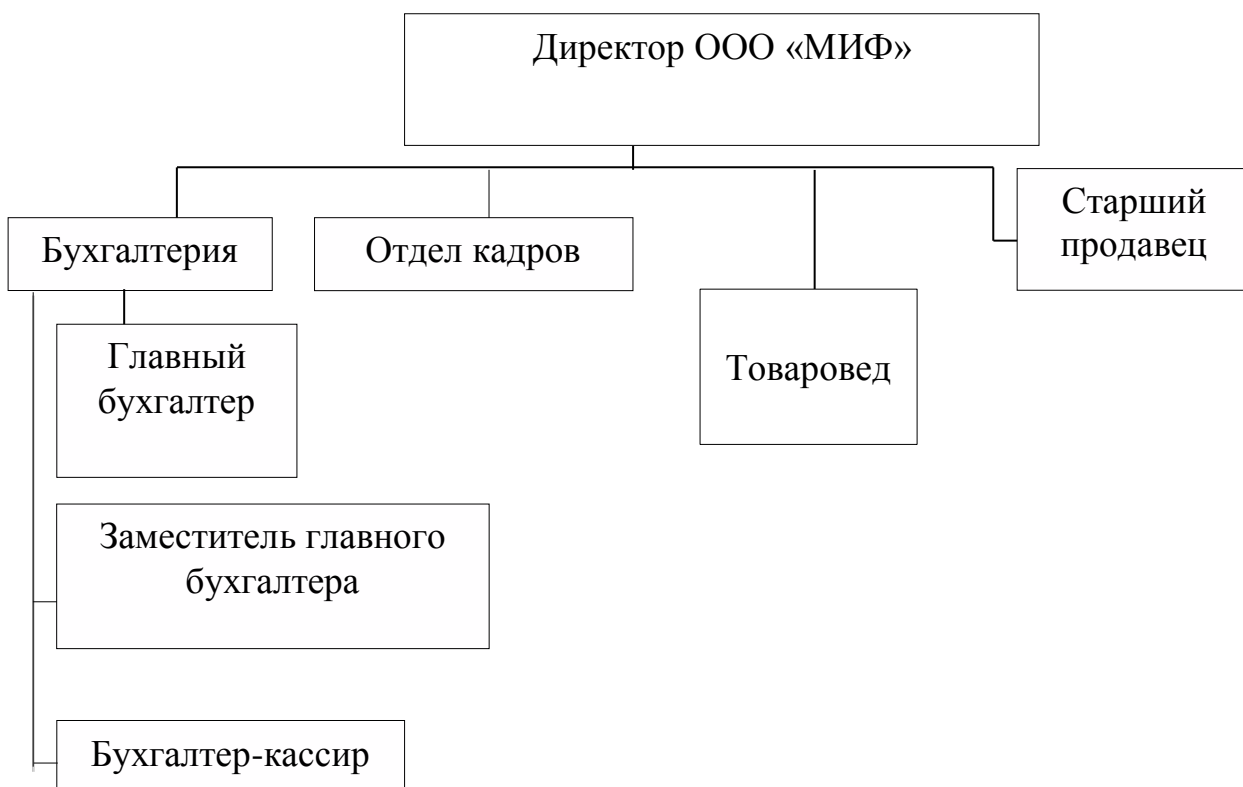 Директор ООО «МИФ»
Старший
продавец
Бухгалтерия
Отдел кадров
Товаровед
Главный
бухгалтер
Заместитель главного
бухгалтера
Бухгалтер-кассир